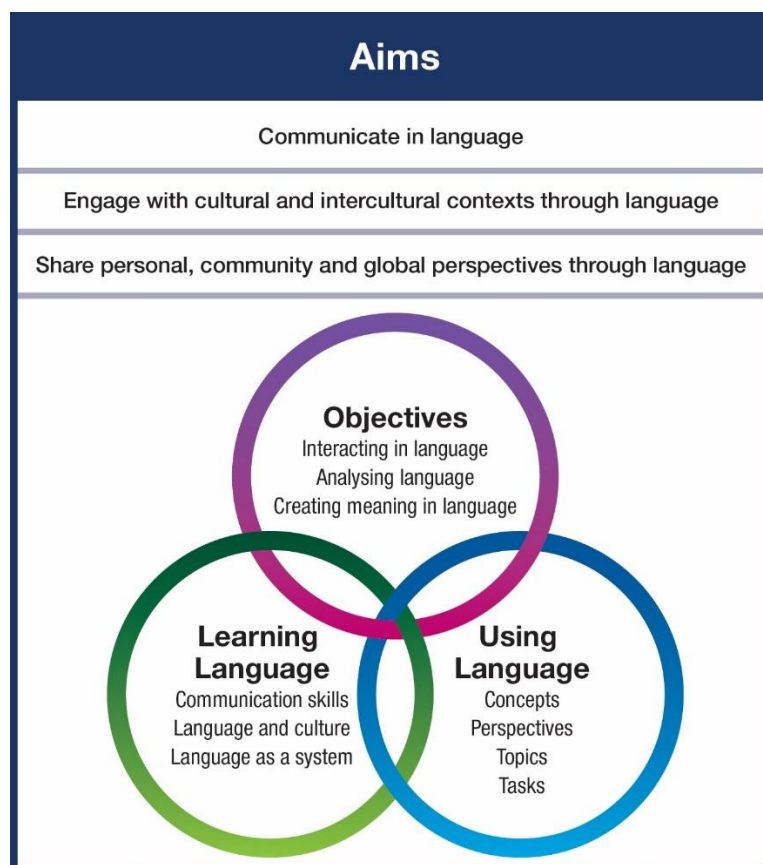 Aims
Communicate in language
Engage with cultural and intercultural contexts through language
Share personal, community and global perspectives through language
Objectives
Interacting in language
Analysing language
Creating meaning in language
Learning
Language
Communication skills
Language and culture
Language as a system
Using
Language
Concepts
Perspectives
Topics
Tasks